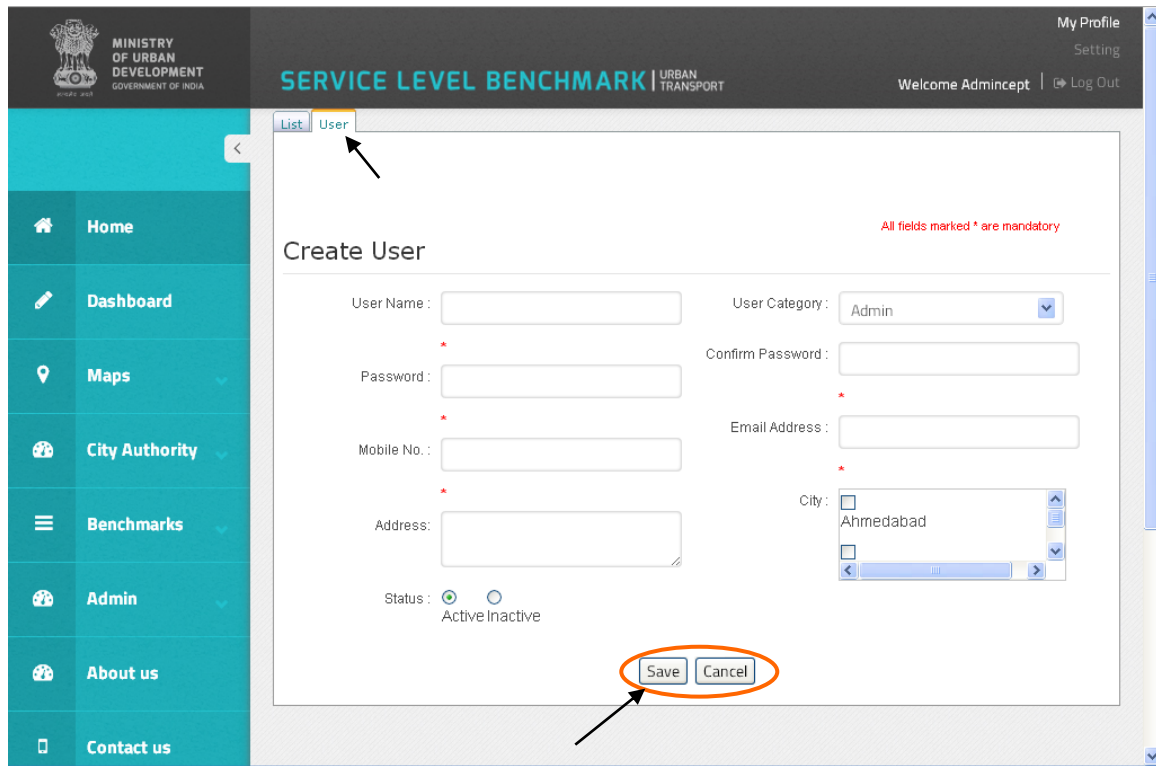 My Profile
MINISTRY
OF URBAN
DEVELOPMENT
GOVERNMENT OF INDIA
Setting
SERVICE LEVEL BENCHMARK | URBAN TRANSPORT
Welcome Admincept | Log Out
List User
Home
All fields marked * are mandatory
Create User
Dashboard
User Name :
User Category :
Admin
*
Confirm Password :
Maps
Password :
*
*
Email Address :
City Authority
Mobile No. :
*
*
City :
Benchmarks
Address:
Ahmedabad
Admin
Status :
Active Inactive
About us
Save Cancel
Contact us